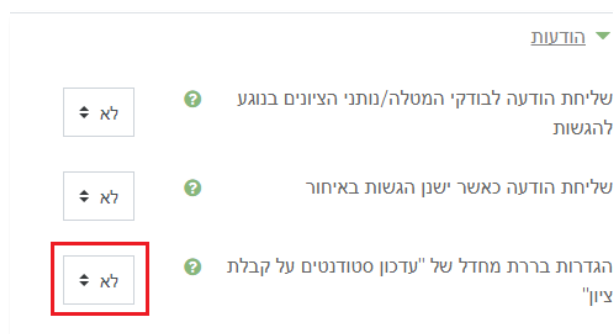 הודעות
שליחת הודעה לבודקי המטלה/נותני הציונים בנוגע
להגשות
לא
שליחת הודעה כאשר ישנן הגשות באיחור
לא
הגדרות בררת מחדל של "עדכון סטודנטים על קבלת
ציון"
לא